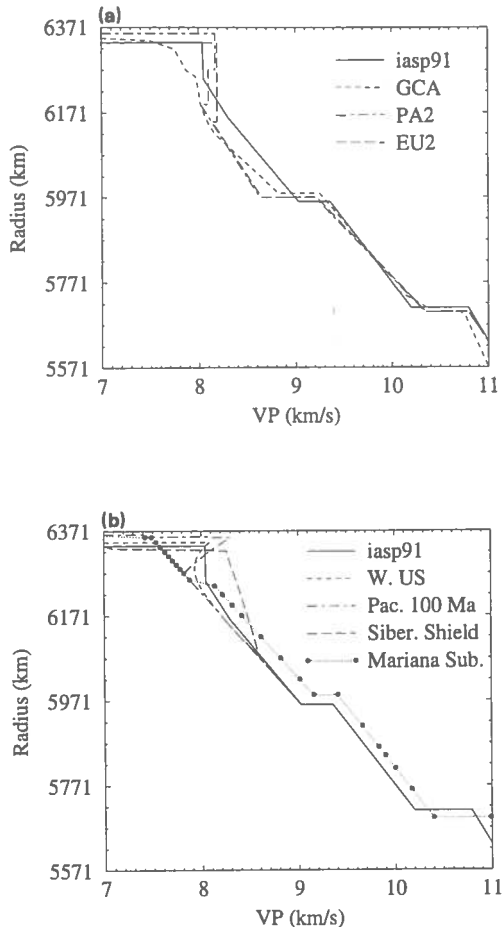 (a)
6371
6171
5971
5771
5571
Radius (km)
iasp91
GCA
PA2
EU2
7
8
9
10
11
VP (km/s)
(b)
6371
6171
5971
5771
5571
Radius (km)
iasp91
W. US
Pac. 100 Ma
Siber. Shield
Mariana Sub.
7
8
9
10
11
VP (km/s)